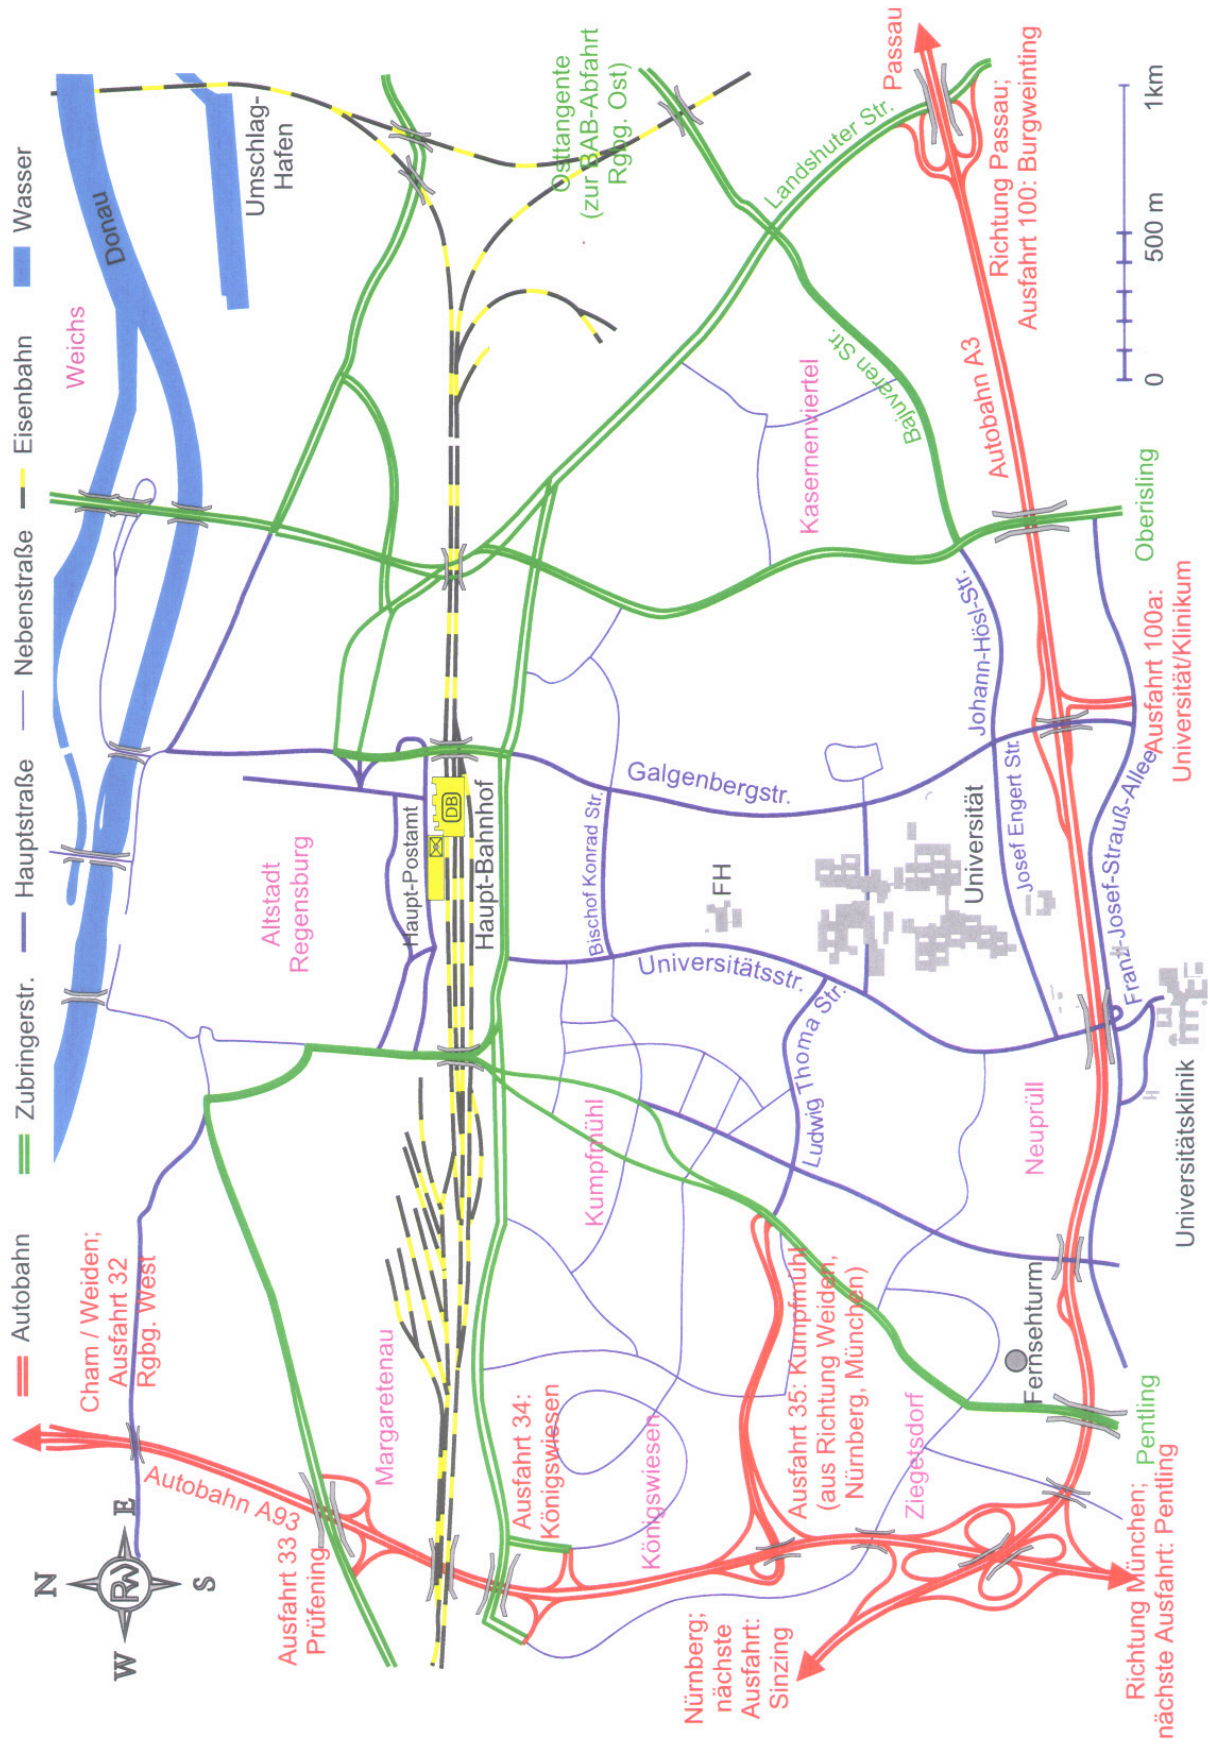 Autobahn
Zubringerstr.
Hauptstraße
Nebenstraße
Eisenbahn
Wasser
N
W
E
S
RW
Cham / Weiden;
Ausfahrt 32
Rgbg. West
Weichs
Donau
Umschlag-
Hafen
Autobahn A93
Ausfahrt 33
Prüfening
Margaretenau
Altstadt
Regensburg
Haupt-Postamt
DB
Haupt-Bahnhof
Osttangente
(zur BAB-Abfahrt
Rgbg. Ost)
Ausfahrt 34:
Königswiesen
Königswiesen
Kumpfmühl
Bischof Konrad Str.
Universitätsstr.
Galgenbergstr.
FH
Landshuter Str.
Bajuwaren Str.
Kasernenviertel
Nürnberg;
nächste
Ausfahrt:
Sinzing
Ausfahrt 35: Kumpfmühl
(aus Richtung Weiden,
Nürnberg, München)
Ludwig Thoma Str.
Ziegetsdorf
Universität
Johann-Hösl-Str.
Josef Engert Str.
Neuprüll
Fernsehturm
Autobahn A3
Passau
Richtung Passau;
Ausfahrt 100: Burgweinting
Franz-Josef-Strauß-Allee
0
500 m
1km
Richtung München;
nächste Ausfahrt: Pentling
Pentling
Universitätsklinik
Ausfahrt 100a:
Universität/Klinikum
Oberisling